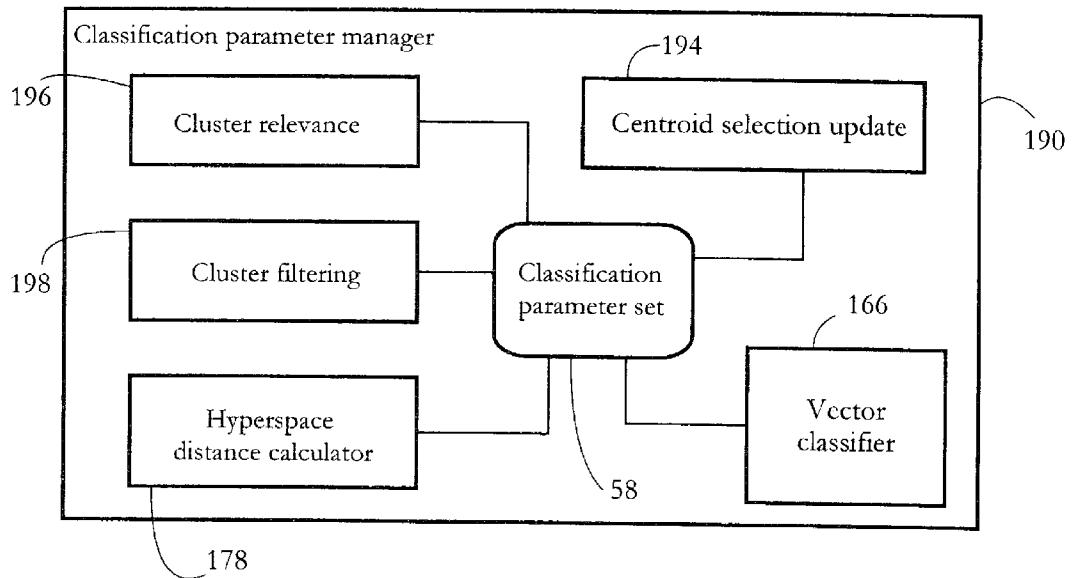 Classification parameter manager
194
196
Cluster relevance
Centroid selection update
190
198
Cluster filtering
Classification
parameter set
166
Hyperspace
distance calculator
Vector
classifier
58
178